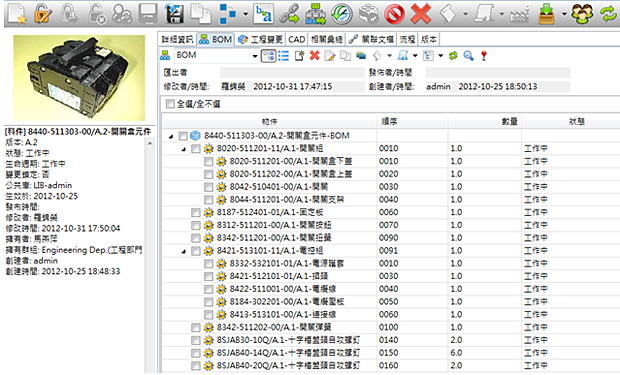 詳細資訊 BOM 工程變更 CAD 相關彙總 關聯文檔 流程 版本
BOM
匯出者 發佈者/時間
修改者/時間: 羅錦榮 2012-10-31 17:47:15 創建者/時間: admin 2012-10-25 18:50:13
全選/全不選
物件 順序 數量 狀態
8440-511303-00/A.2-開關盒元件-BOM
8020-511201-11/A.1-開關組 0010 1.0 工作中
8020-511201-00/A.1-開關盒下蓋 0010 1.0 工作中
8020-511202-00/A.1-開關盒上蓋 0020 1.0 工作中
8042-510401-00/A.1-開關 0030 1.0 工作中
8044-511201-00/A.1-開關支架 0040 1.0 工作中
8187-512401-01/A.1-固定板 0060 1.0 工作中
8312-511201-00/A.1-開關按鈕 0070 1.0 工作中
8342-511201-00/A.1-開關扭簧 0090 1.0 工作中
8421-513101-11/A.1-電控組 0091 1.0 工作中
8332-532101-01/A.1-電源護套 0010 1.0 工作中
8421-512101-01/A.1-插頭 0030 1.0 工作中
8422-511001-00/A.1-電纜線 0040 1.0 工作中
8184-302201-00/A.1-電纜壓板 0050 1.0 工作中
8413-513101-00/A.1-連接線 0060 1.0 工作中
8342-511202-00/A.1-開關彈簧 0100 1.0 工作中
8SJA830-10Q/A.1-十字槽盤頭自攻螺釘 0140 2.0 工作中
8SJA840-14Q/A.1-十字槽盤頭自攻螺釘 0150 6.0 工作中
8SJA840-20Q/A.1-十字槽盤頭自攻螺釘 0160 2.0 工作中
[料件] 8440-511303-00/A.2-開關盒元件
版本: A.2
狀態: 工作中
生命週期: 工作中
變更鎖定: 否
公共庫: LIB-admin
生效於: 2012-10-25
發布時間:
修改者: 羅錦榮
修改時間: 2012-10-31 17:50:04
擁有者: 馬燕萍
擁有群組: Engineering Dep.(工程部門
創建者: admin
創建時間: 2012-10-25 18:48:33